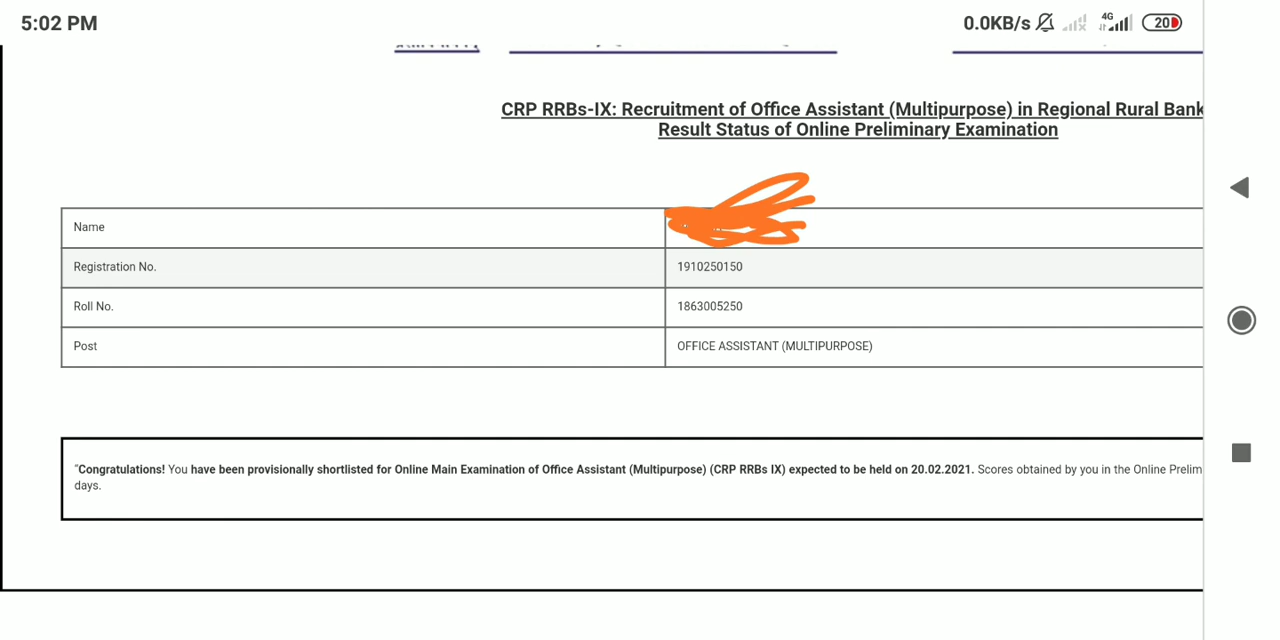 5:02 PM
0.0KB/s 4G 20
CRP RRBs-IX: Recruitment of Office Assistant (Multipurpose) in Regional Rural Bank
Result Status of Online Preliminary Examination
Name
Registration No. 1910250150
Roll No. 1863005250
Post OFFICE ASSISTANT (MULTIPURPOSE)
"Congratulations! You have been provisionally shortlisted for Online Main Examination of Office Assistant (Multipurpose) (CRP RRBs IX) expected to be held on 20.02.2021. Scores obtained by you in the Online Prelim
days.